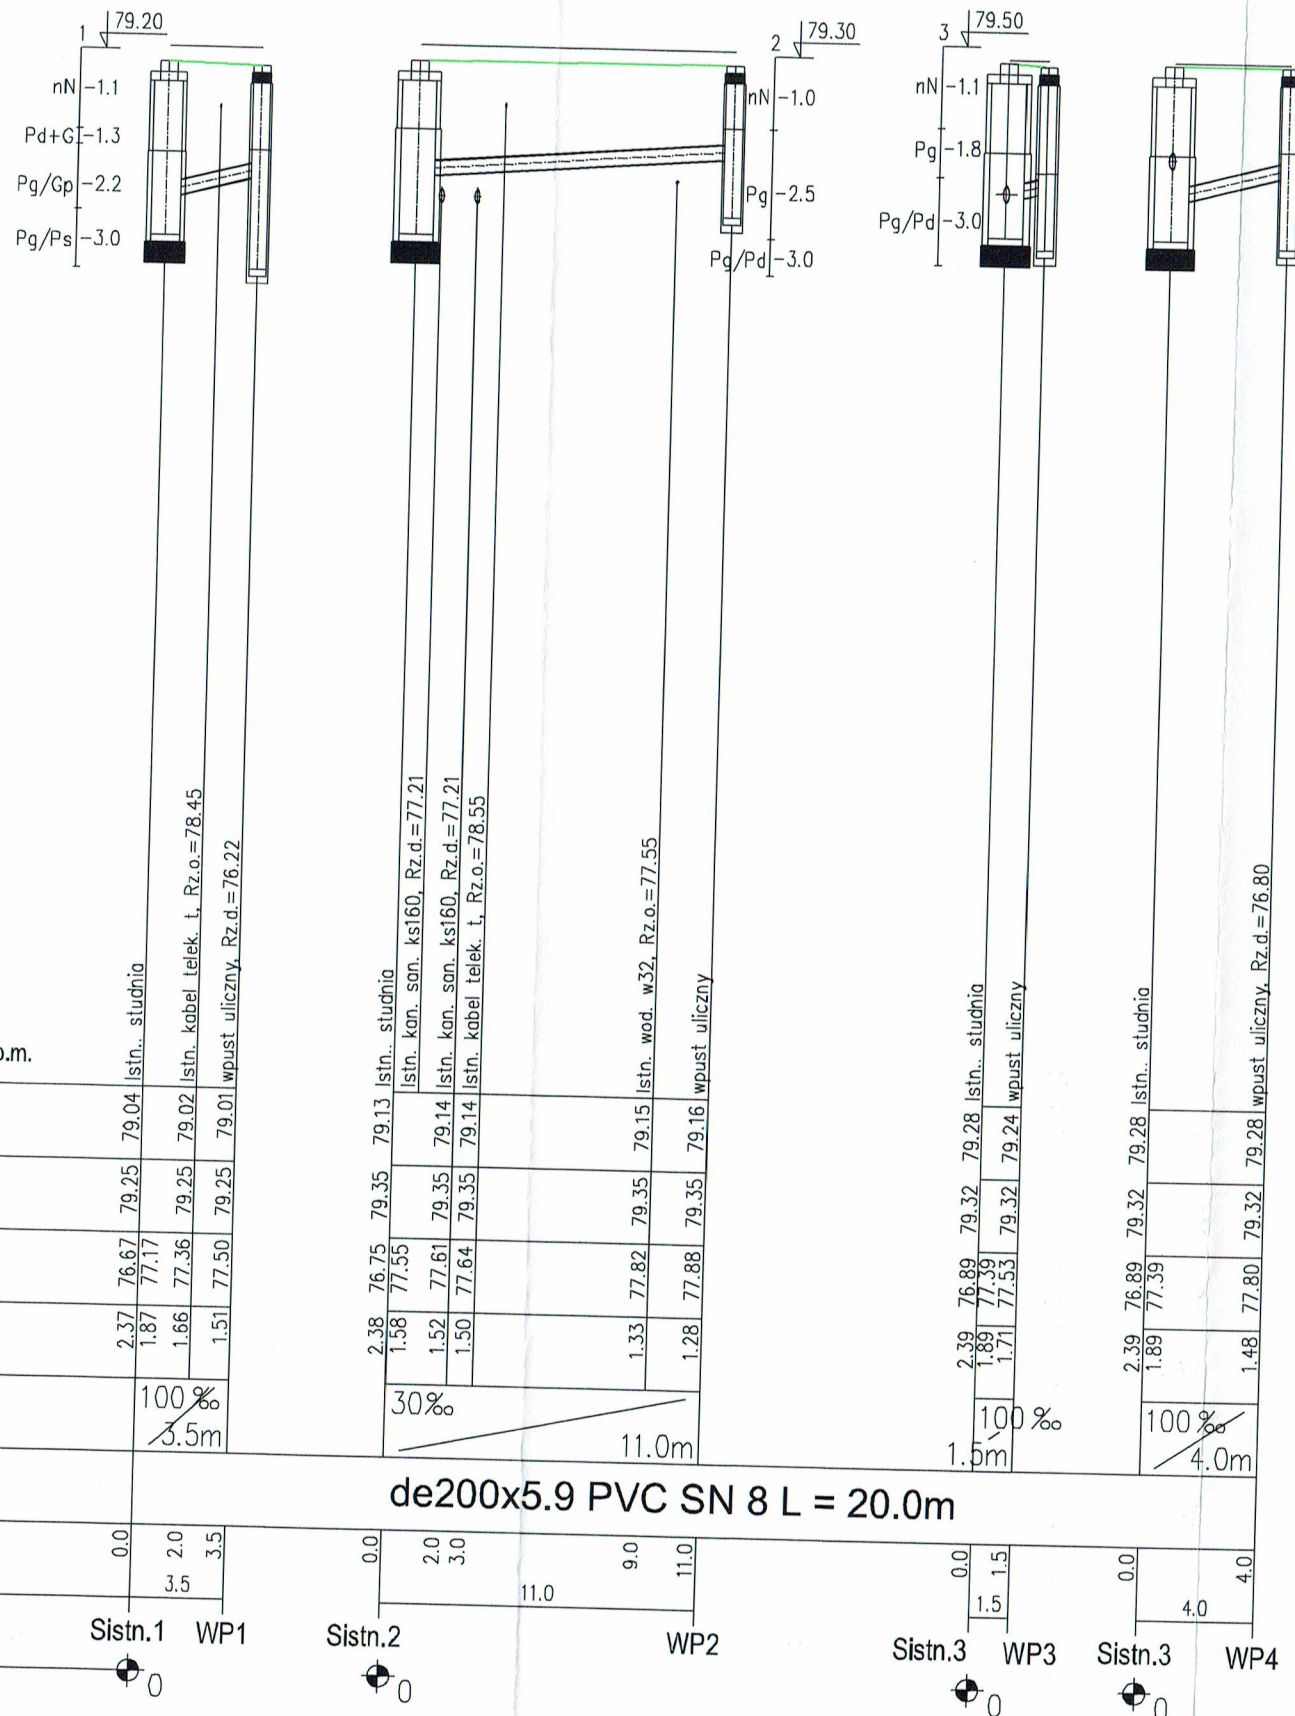 1 79.20
nN -1.1
Pd+G -1.3
Pg/Gp -2.2
Pg/Ps -3.0
2 79.30
nN -1.0
Pg -2.5
Pg/Pd -3.0
3 79.50
nN -1.1
Pg -1.8
Pg/Pd -3.0
Istn.. studnia
Istn. kabel telek. t, Rz.o.=78.45
wpust uliczny, Rz.d.=76.22
Istn.. studnia
Istn. kan. san. ks160, Rz.d.=77.21
Istn. kan. san. ks160, Rz.d.=77.21
Istn. kabel telek. t, Rz.o.=78.55
Istn. wod. w32, Rz.o.=77.55
wpust uliczny
Istn.. studnia
wpust uliczny
Istn.. studnia
wpust uliczny, Rz.d.=76.80
p.m.
79.04 79.02 79.01 79.13 79.14 79.14 79.15 79.16 79.28 79.24 79.28 79.28
79.25 79.25 79.25 79.35 79.35 79.35 79.35 79.35 79.32 79.32 79.32 79.32
76.67 77.17 77.36 77.50 76.75 77.55 77.61 77.64 77.82 77.88 76.89 77.39 77.53 76.89 77.39 77.80
2.37 1.87 1.66 1.51 2.38 1.58 1.52 1.50 1.33 1.28 2.39 1.89 1.71 2.39 1.89 1.48
100 ‰ 30‰ 100 ‰ 100 ‰
3.5m 11.0m 1.5m 4.0m
de200x5.9 PVC SN 8 L = 20.0m
0.0 2.0 3.5 0.0 2.0 3.0 9.0 11.0 0.0 1.5 0.0 4.0
3.5 11.0 1.5 4.0
Sistn.1 WP1 Sistn.2 WP2 Sistn.3 WP3 Sistn.3 WP4
0 0 0 0